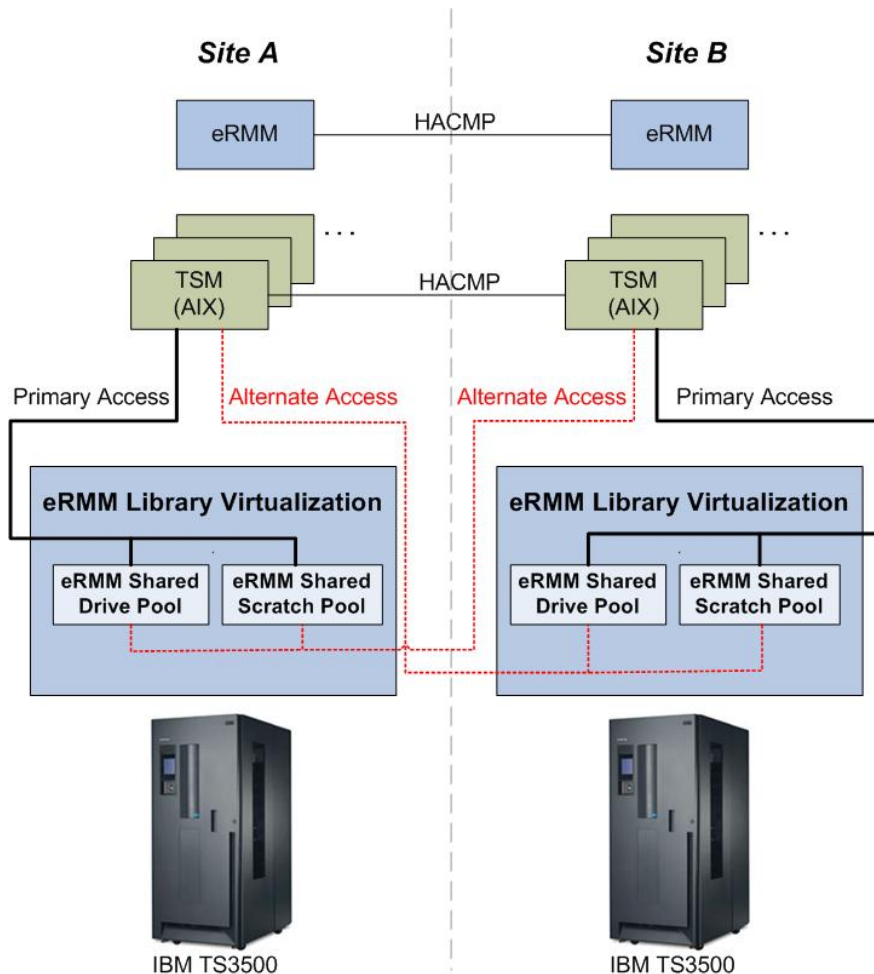 Site A
Site B
eRMM
HACMP
eRMM
...
...
TSM
(AIX)
HACMP
TSM
(AIX)
Primary Access
Alternate Access
Alternate Access
Primary Access
eRMM Library Virtualization
eRMM Library Virtualization
eRMM Shared
Drive Pool
eRMM Shared
Scratch Pool
eRMM Shared
Drive Pool
eRMM Shared
Scratch Pool
IBM TS3500
IBM TS3500